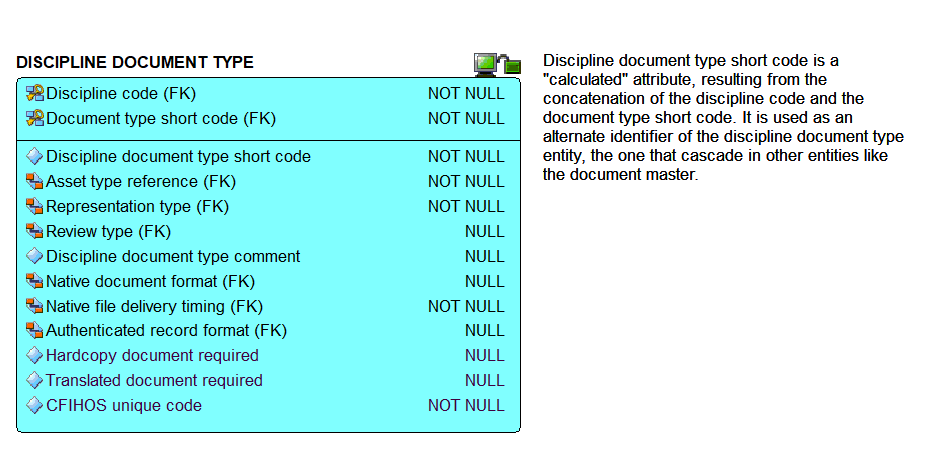 DISCIPLINE DOCUMENT TYPE
Discipline code (FK) NOT NULL
Document type short code (FK) NOT NULL
Discipline document type short code NOT NULL
Asset type reference (FK) NOT NULL
Representation type (FK) NOT NULL
Review type (FK) NULL
Discipline document type comment NULL
Native document format (FK) NULL
Native file delivery timing (FK) NOT NULL
Authenticated record format (FK) NULL
Hardcopy document required NULL
Translated document required NULL
CFIHOS unique code NOT NULL
Discipline document type short code is a
"calculated" attribute, resulting from the
concatenation of the discipline code and the
document type short code. It is used as an
alternate identifier of the discipline document type
entity, the one that cascade in other entities like
the document master.